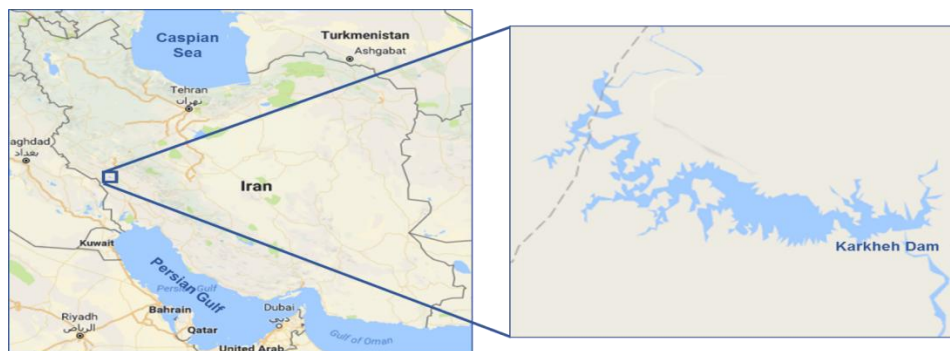 Caspian
Sea
Turkmenistan
Ashgabat
Tehran
تهران
aghdad
بغداد
Iran
Kuwait
Persian Gulf
Persian Gulf
Bahrain
Qatar
Dubai
دبي
Riyadh
الرياض
Gulf of Oman
United Arab
Karkheh Dam